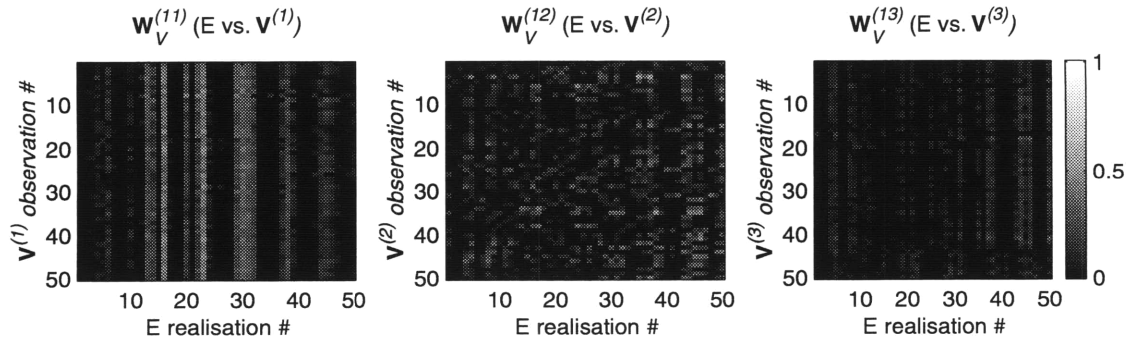 W_V^(11) (E vs. V^(1))
V^(1) observation #
10
20
30
40
50
10 20 30 40 50
E realisation #
W_V^(12) (E vs. V^(2))
V^(2) observation #
10
20
30
40
50
10 20 30 40 50
E realisation #
W_V^(13) (E vs. V^(3))
V^(3) observation #
10
20
30
40
50
10 20 30 40 50
E realisation #
1
0.5
0